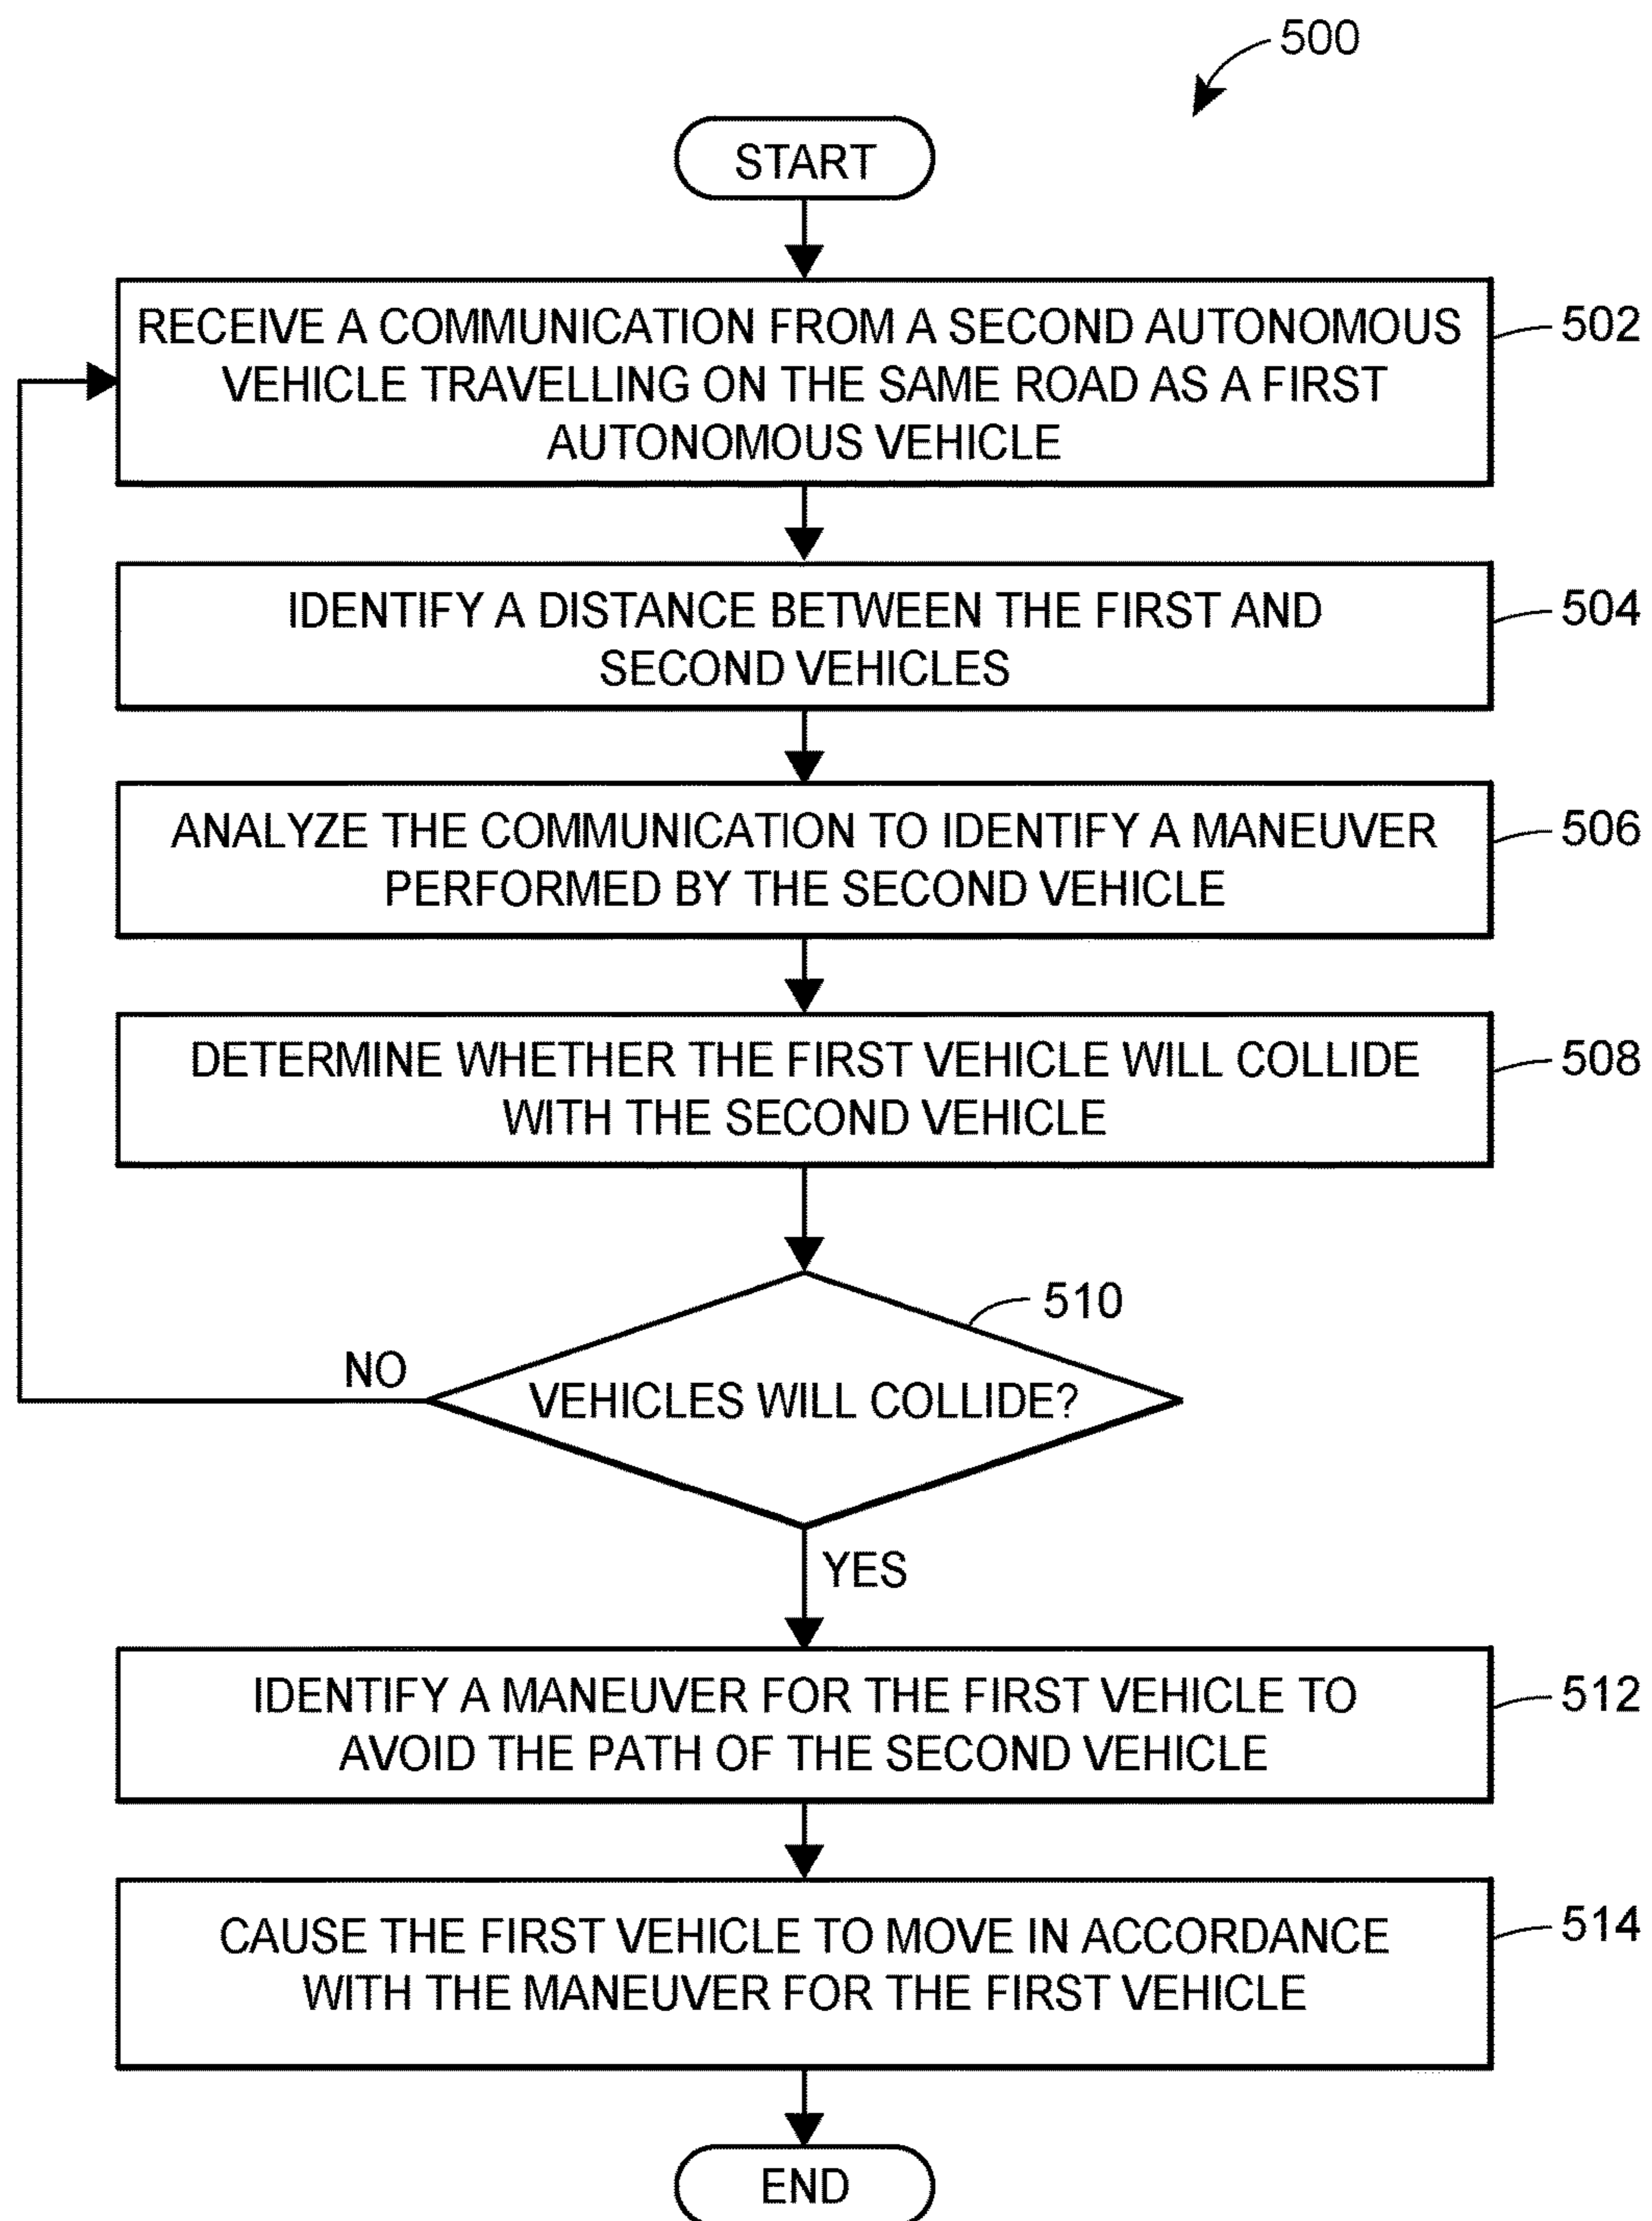 500
START
RECEIVE A COMMUNICATION FROM A SECOND AUTONOMOUS
VEHICLE TRAVELLING ON THE SAME ROAD AS A FIRST
AUTONOMOUS VEHICLE
502
IDENTIFY A DISTANCE BETWEEN THE FIRST AND
SECOND VEHICLES
504
ANALYZE THE COMMUNICATION TO IDENTIFY A MANEUVER
PERFORMED BY THE SECOND VEHICLE
506
DETERMINE WHETHER THE FIRST VEHICLE WILL COLLIDE
WITH THE SECOND VEHICLE
508
510
NO
VEHICLES WILL COLLIDE?
YES
IDENTIFY A MANEUVER FOR THE FIRST VEHICLE TO
AVOID THE PATH OF THE SECOND VEHICLE
512
CAUSE THE FIRST VEHICLE TO MOVE IN ACCORDANCE
WITH THE MANEUVER FOR THE FIRST VEHICLE
514
END